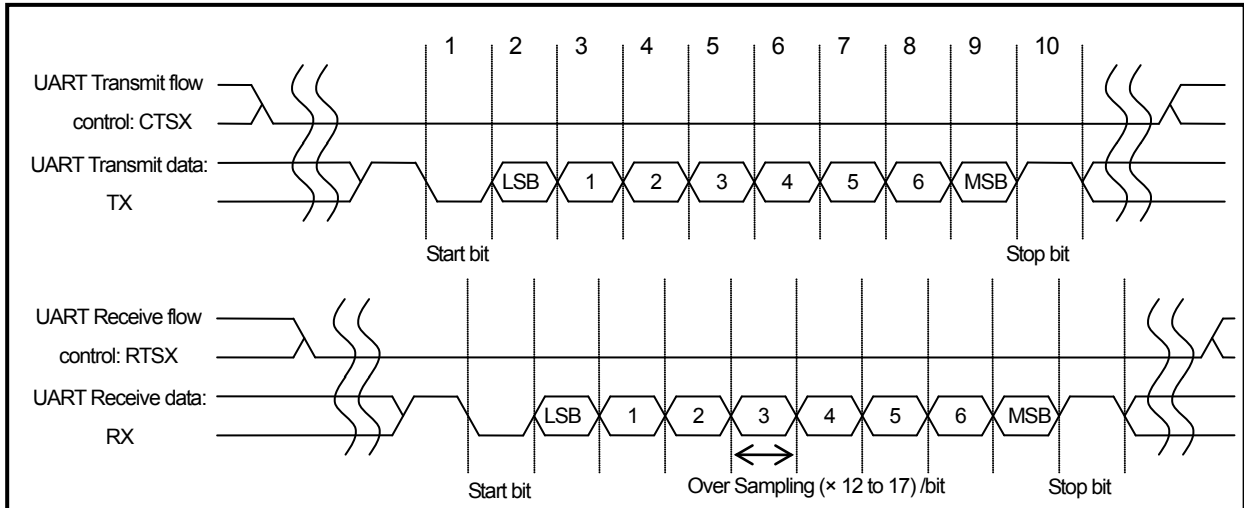 1 2 3 4 5 6 7 8 9 10
UART Transmit flow
control: CTSX
UART Transmit data:
TX
LSB 1 2 3 4 5 6 MSB
Start bit Stop bit
UART Receive flow
control: RTSX
UART Receive data:
RX
LSB 1 2 3 4 5 6 MSB
Start bit Over Sampling (× 12 to 17) /bit Stop bit